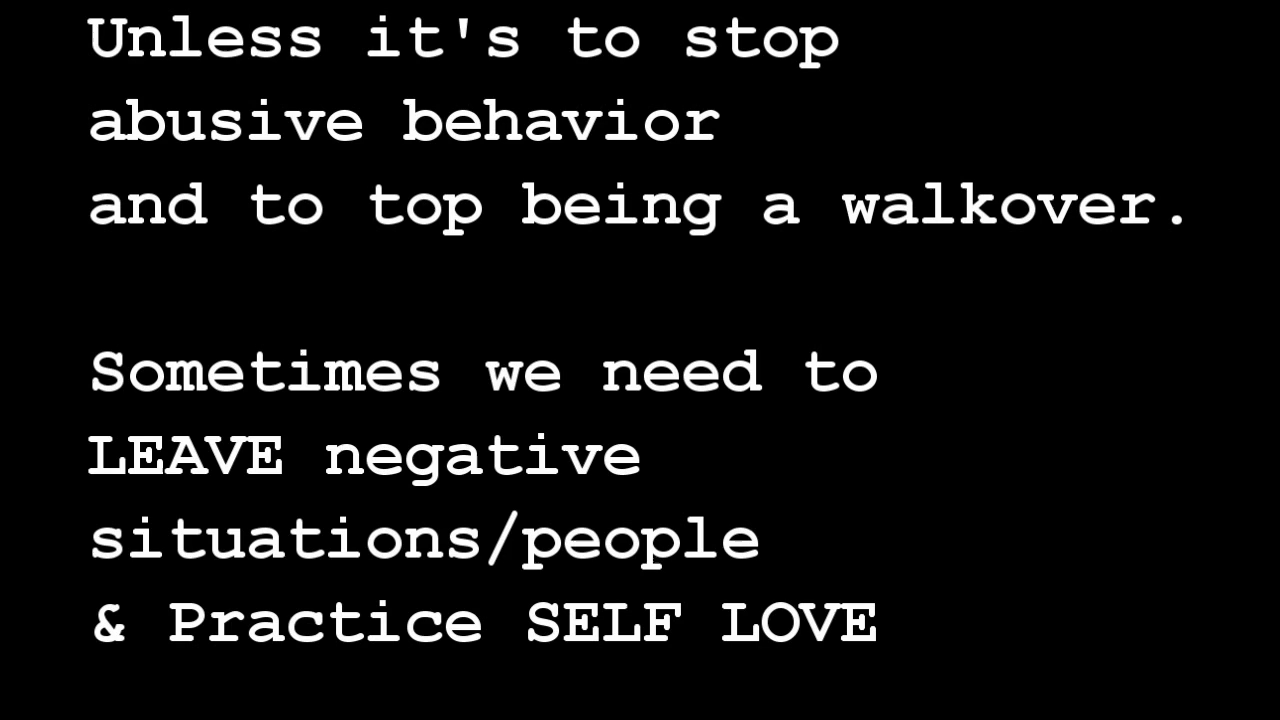 Unless it's to stop
abusive behavior
and to top being a walkover.
Sometimes we need to
LEAVE negative
situations/people
& Practice SELF LOVE